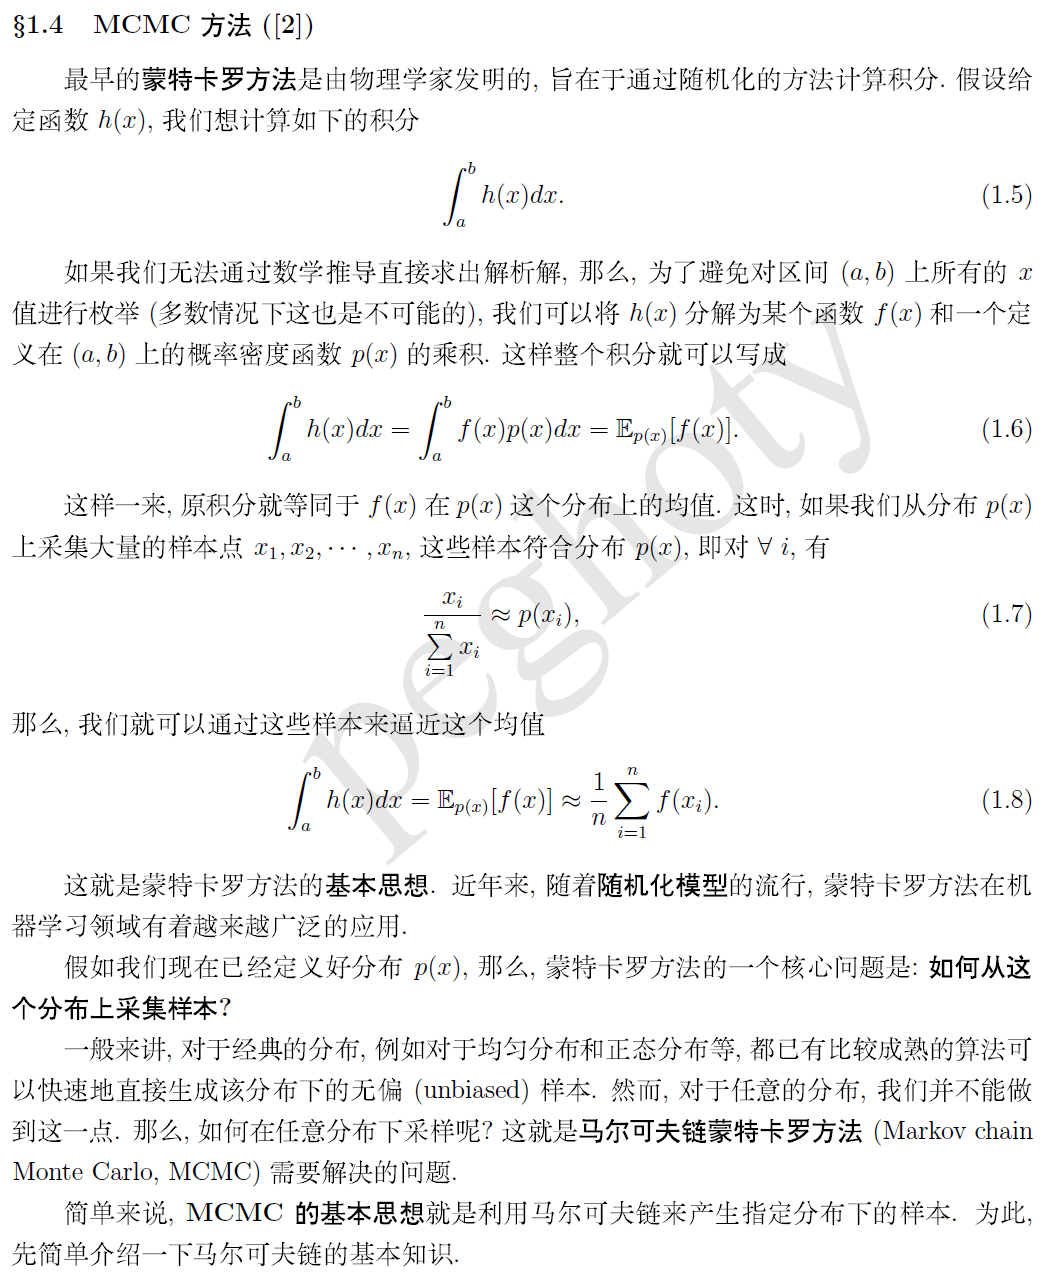 §1.4 MCMC 方法 ([2])
最早的蒙特卡罗方法是由物理学家发明的, 旨在于通过随机化的方法计算积分. 假设给
定函数 h(x), 我们想计算如下的积分
∫_a^b h(x)dx. (1.5)
如果我们无法通过数学推导直接求出解析解, 那么, 为了避免对区间 (a, b) 上所有的 x
值进行枚举 (多数情况下这也是不可能的), 我们可以将 h(x) 分解为某个函数 f(x) 和一个定
义在 (a, b) 上的概率密度函数 p(x) 的乘积. 这样整个积分就可以写成
∫_a^b h(x)dx = ∫_a^b f(x)p(x)dx = 𝔼_{p(x)}[f(x)]. (1.6)
这样一来, 原积分就等同于 f(x) 在 p(x) 这个分布上的均值. 这时, 如果我们从分布 p(x)
上采集大量的样本点 x_1, x_2, ⋯ , x_n, 这些样本符合分布 p(x), 即对 ∀ i, 有
x_i / ∑_{i=1}^n x_i ≈ p(x_i), (1.7)
那么, 我们就可以通过这些样本来逼近这个均值
∫_a^b h(x)dx = 𝔼_{p(x)}[f(x)] ≈ 1/n ∑_{i=1}^n f(x_i). (1.8)
这就是蒙特卡罗方法的基本思想. 近年来, 随着随机化模型的流行, 蒙特卡罗方法在机
器学习领域有着越来越广泛的应用.
假如我们现在已经定义好分布 p(x), 那么, 蒙特卡罗方法的一个核心问题是: 如何从这
个分布上采集样本?
一般来讲, 对于经典的分布, 例如对于均匀分布和正态分布等, 都已有比较成熟的算法可
以快速地直接生成该分布下的无偏 (unbiased) 样本. 然而, 对于任意的分布, 我们并不能做
到这一点. 那么, 如何在任意分布下采样呢? 这就是马尔可夫链蒙特卡罗方法 (Markov chain
Monte Carlo, MCMC) 需要解决的问题.
简单来说, MCMC 的基本思想就是利用马尔可夫链来产生指定分布下的样本. 为此,
先简单介绍一下马尔可夫链的基本知识.
peghoty